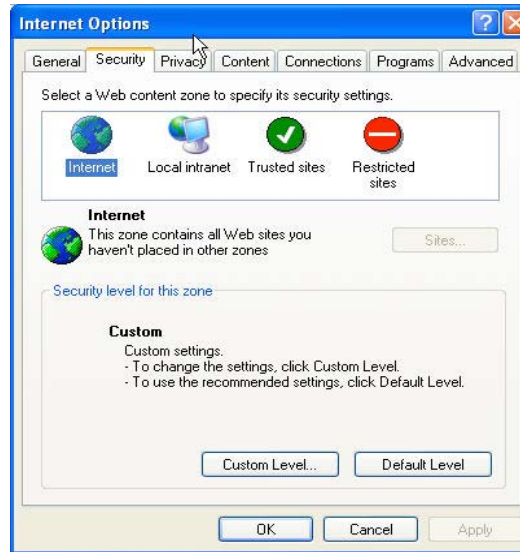 Internet Options
General Security Privacy Content Connections Programs Advanced
Select a Web content zone to specify its security settings.
Internet Local intranet Trusted sites Restricted sites
Internet
This zone contains all Web sites you
haven't placed in other zones
Sites...
Security level for this zone
Custom
Custom settings.
- To change the settings, click Custom Level.
- To use the recommended settings, click Default Level.
Custom Level... Default Level
OK Cancel Apply